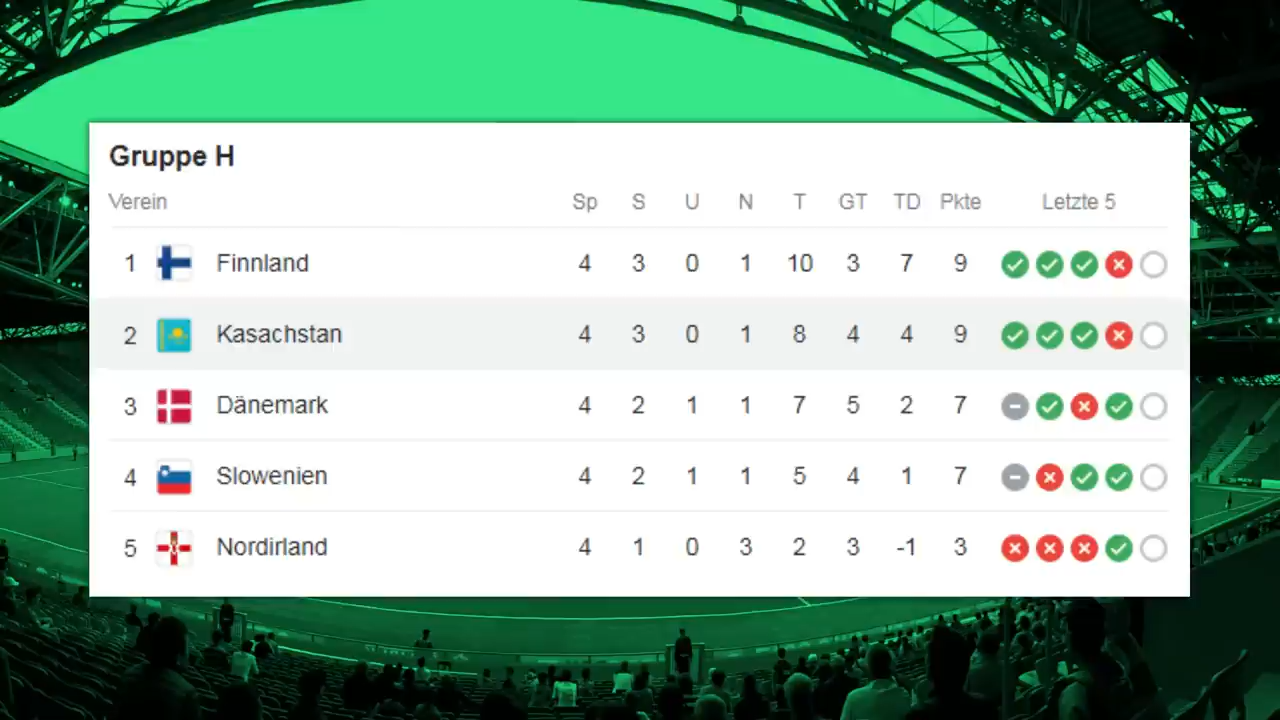 Gruppe H
Verein Sp S U N T GT TD Pkte Letzte 5
1 Finnland 4 3 0 1 10 3 7 9
2 Kasachstan 4 3 0 1 8 4 4 9
3 Dänemark 4 2 1 1 7 5 2 7
4 Slowenien 4 2 1 1 5 4 1 7
5 Nordirland 4 1 0 3 2 3 -1 3